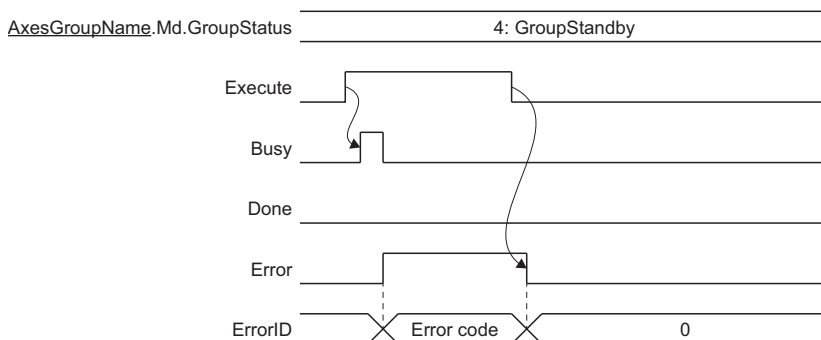 AxesGroupName.Md.GroupStatus 4: GroupStandby
Execute
Busy
Done
Error
ErrorID Error code 0